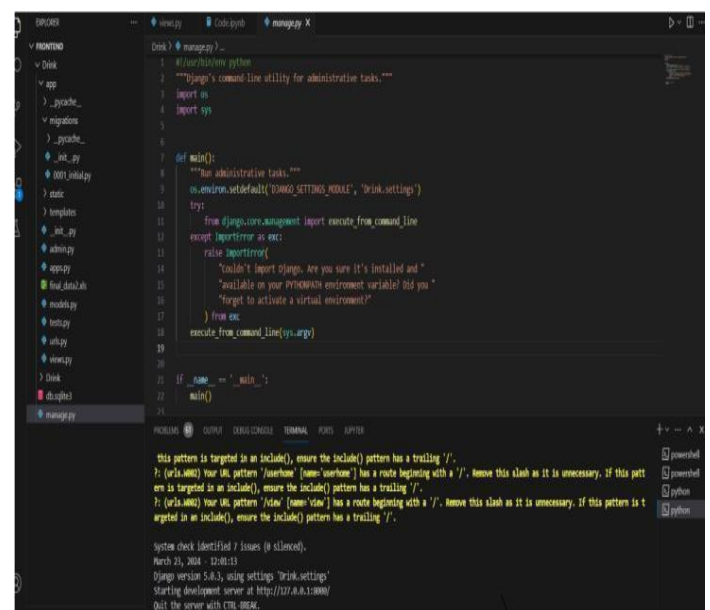 EXPLORER
FRONTEND
Drink
app
__pycache__
migrations
__pycache__
__init__.py
0001_initial.py
static
templates
__init__.py
admin.py
apps.py
final_data2.xls
models.py
tests.py
urls.py
views.py
Drink
db.sqlite3
manage.py
views.py Code.ipynb manage.py X
Drink > manage.py > ...
1 #!/usr/bin/env python
2 """Django's command-line utility for administrative tasks."""
3 import os
4 import sys
5
6
7 def main():
8 """Run administrative tasks."""
9 os.environ.setdefault('DJANGO_SETTINGS_MODULE', 'Drink.settings')
10 try:
11 from django.core.management import execute_from_command_line
12 except ImportError as exc:
13 raise ImportError(
14 "Couldn't import Django. Are you sure it's installed and "
15 "available on your PYTHONPATH environment variable? Did you "
16 "forget to activate a virtual environment?"
17 ) from exc
18 execute_from_command_line(sys.argv)
19
20
21 if __name__ == '__main__':
22 main()
23
PROBLEMS 51 OUTPUT DEBUG CONSOLE TERMINAL PORTS JUPYTER
this pattern is targeted in an include(), ensure the include() pattern has a trailing '/'.
?: (urls.W002) Your URL pattern '/userhome' [name='userhome'] has a route beginning with a '/'. Remove this slash as it is unnecessary. If this patt
ern is targeted in an include(), ensure the include() pattern has a trailing '/'.
?: (urls.W002) Your URL pattern '/view' [name='view'] has a route beginning with a '/'. Remove this slash as it is unnecessary. If this pattern is t
argeted in an include(), ensure the include() pattern has a trailing '/'.
System check identified 7 issues (0 silenced).
March 23, 2024 - 12:01:13
Django version 5.0.3, using settings 'Drink.settings'
Starting development server at http://127.0.0.1:8000/
Quit the server with CTRL-BREAK.
powershell
powershell
python
python